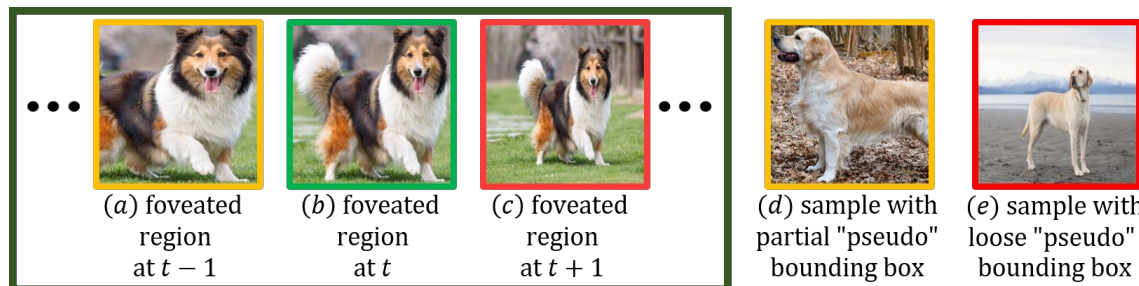 (a) foveated
region
at t − 1
(b) foveated
region
at t
(c) foveated
region
at t + 1
(d) sample with
partial "pseudo"
bounding box
(e) sample with
loose "pseudo"
bounding box